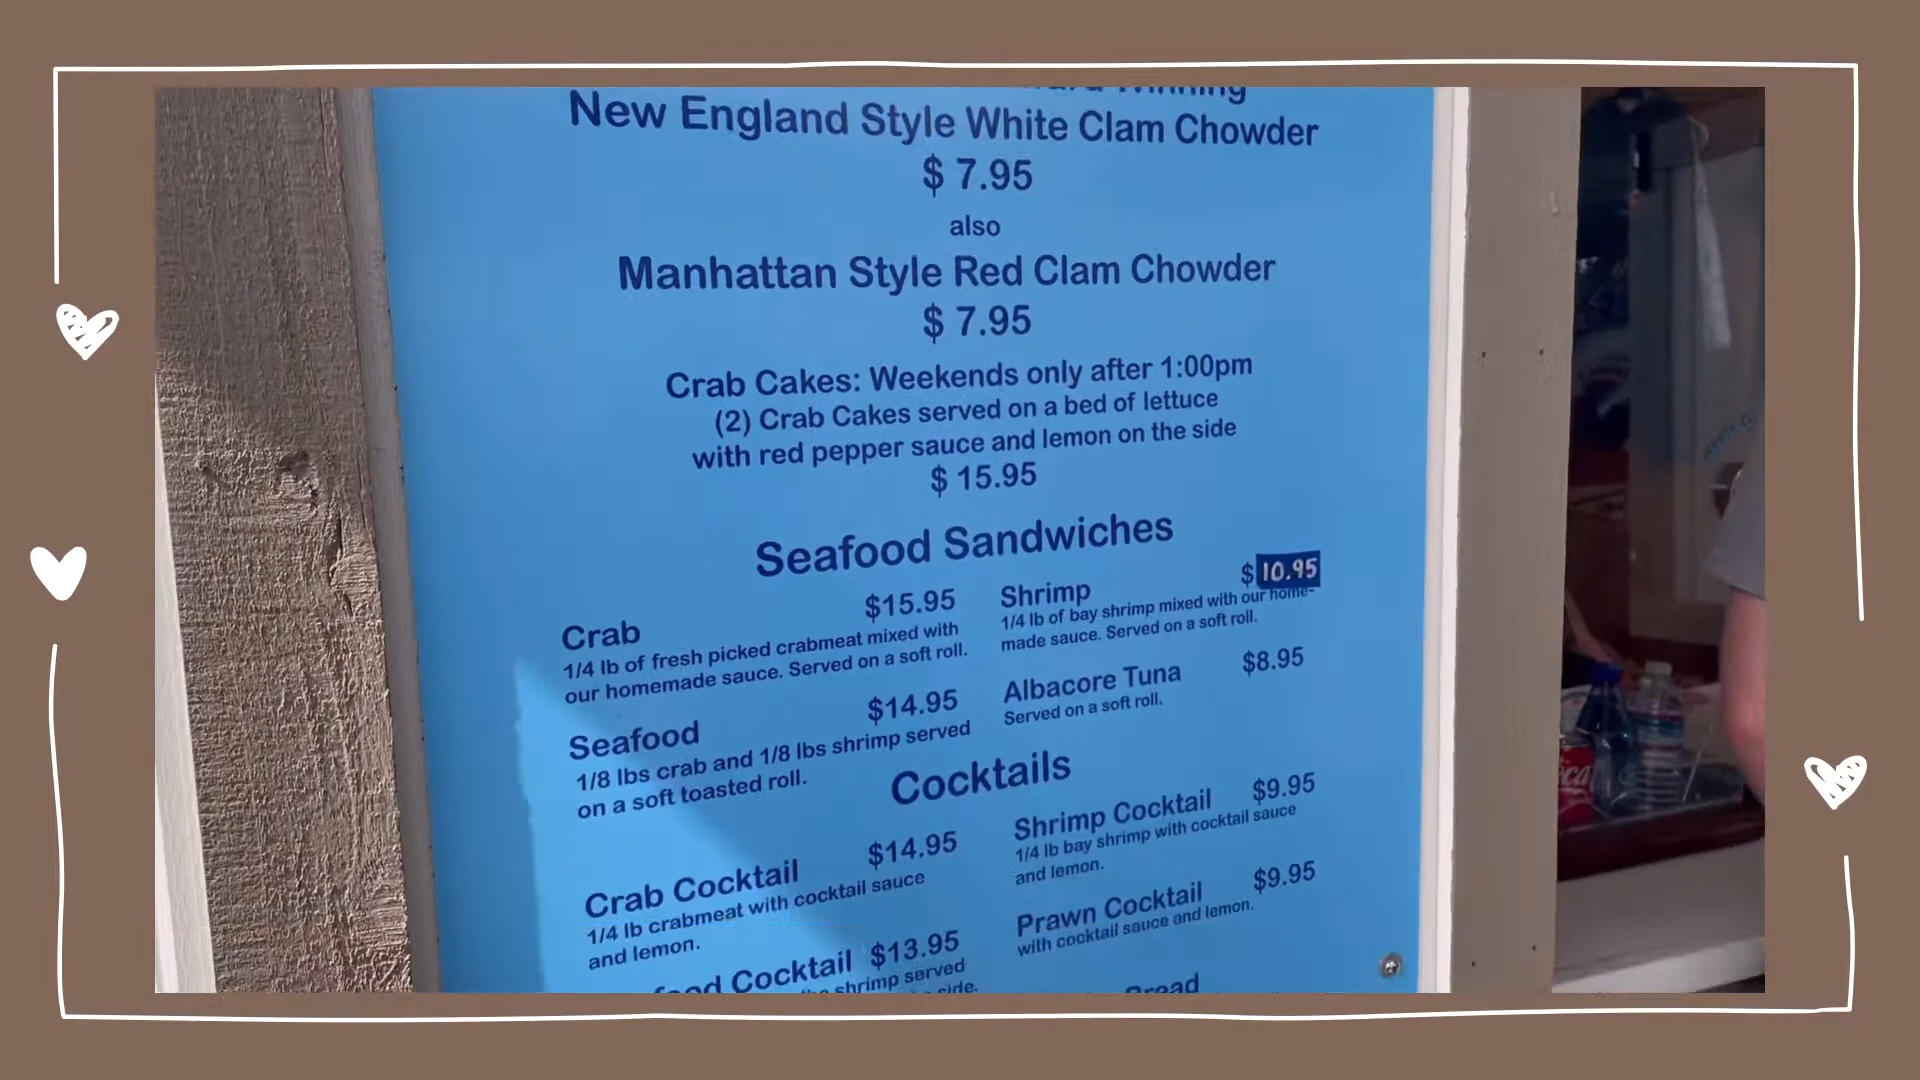 Winning
New England Style White Clam Chowder
$ 7.95
also
Manhattan Style Red Clam Chowder
$ 7.95
Crab Cakes: Weekends only after 1:00pm
(2) Crab Cakes served on a bed of lettuce
with red pepper sauce and lemon on the side
$ 15.95
Seafood Sandwiches
Crab $15.95
1/4 lb of fresh picked crabmeat mixed with
our homemade sauce. Served on a soft roll.
Seafood $14.95
1/8 lbs crab and 1/8 lbs shrimp served
on a soft toasted roll.
Shrimp $ 10.95
1/4 lb of bay shrimp mixed with our home-
made sauce. Served on a soft roll.
Albacore Tuna $8.95
Served on a soft roll.
Cocktails
Crab Cocktail $14.95
1/4 lb crabmeat with cocktail sauce
and lemon.
Cocktail $13.95
shrimp served
side.
Shrimp Cocktail $9.95
1/4 lb bay shrimp with cocktail sauce
and lemon.
Prawn Cocktail $9.95
with cocktail sauce and lemon.
Bread